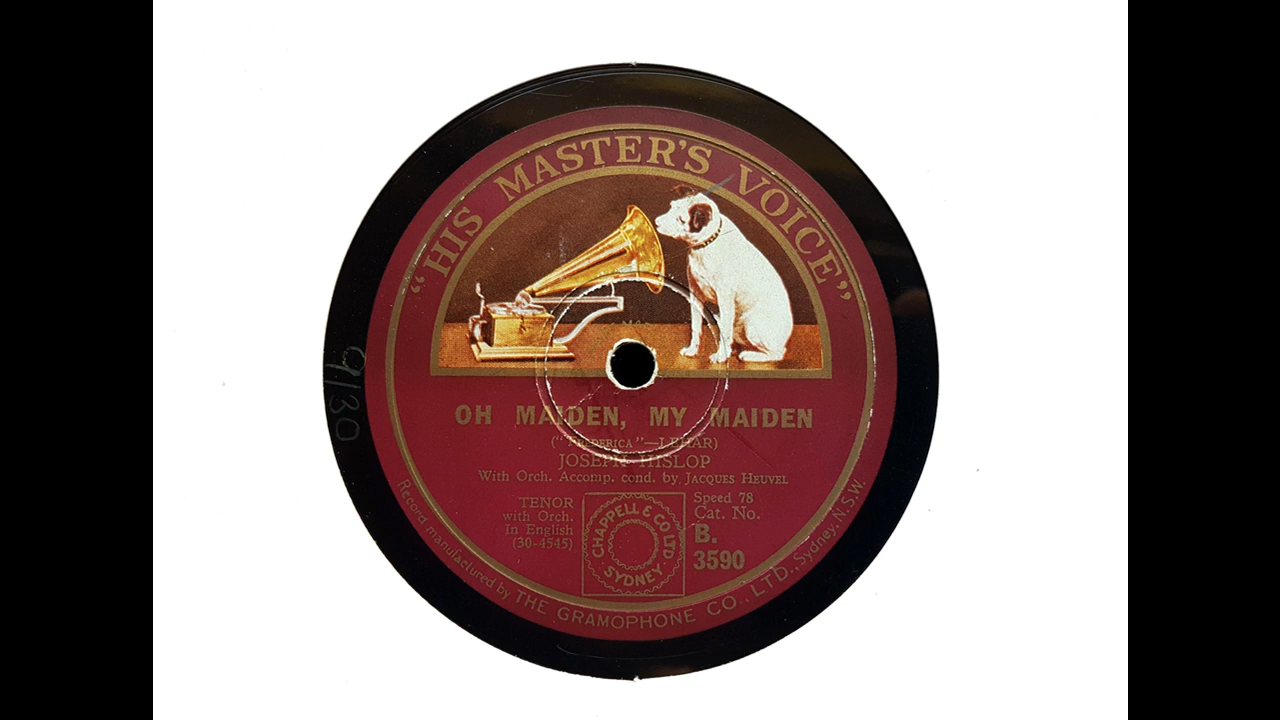 "HIS MASTER'S VOICE"
OH MAIDEN, MY MAIDEN
("FREDERICA"—LEHAR)
JOSEPH HISLOP
With Orch. Accomp. cond. by JACQUES HEUVEL
TENOR
with Orch.
In English
(30-4545)
CHAPPELL & CO LTD
SYDNEY
Speed 78
Cat. No.
B.
3590
Record manufactured by THE GRAMOPHONE CO., LTD., Sydney, N.S.W.
9/30